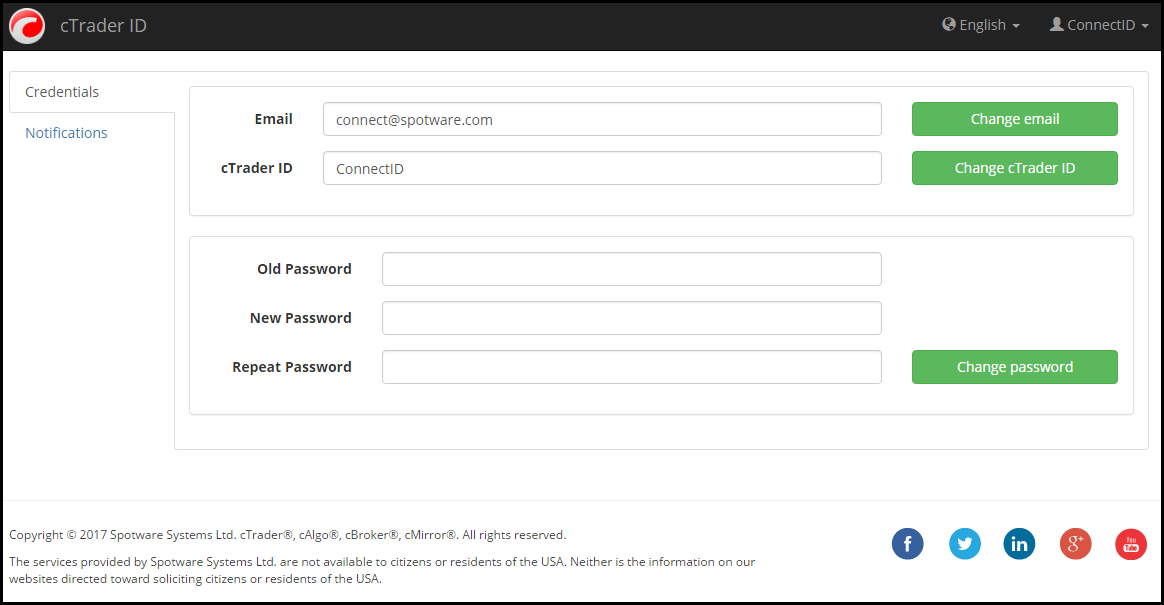 cTrader ID
English
ConnectID
Credentials
Notifications
Email
connect@spotware.com
Change email
cTrader ID
ConnectID
Change cTrader ID
Old Password
New Password
Repeat Password
Change password
Copyright © 2017 Spotware Systems Ltd. cTrader®, cAlgo®, cBroker®, cMirror®. All rights reserved.
The services provided by Spotware Systems Ltd. are not available to citizens or residents of the USA. Neither is the information on our
websites directed toward soliciting citizens or residents of the USA.
f
in
g+
You
Tube